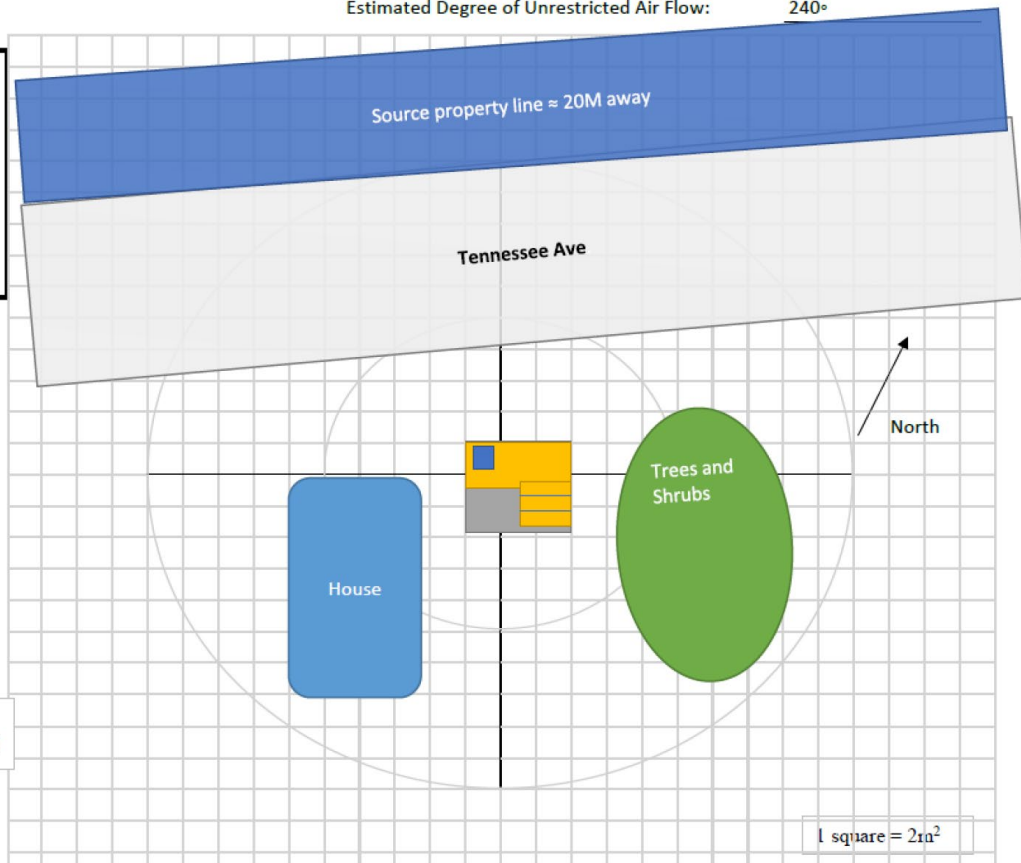 Estimated Degree of Unrestricted Air Flow: 240°
Source property line ≈ 20M away
Tennessee Ave
North
Trees and
Shrubs
House
1 square = 2m²